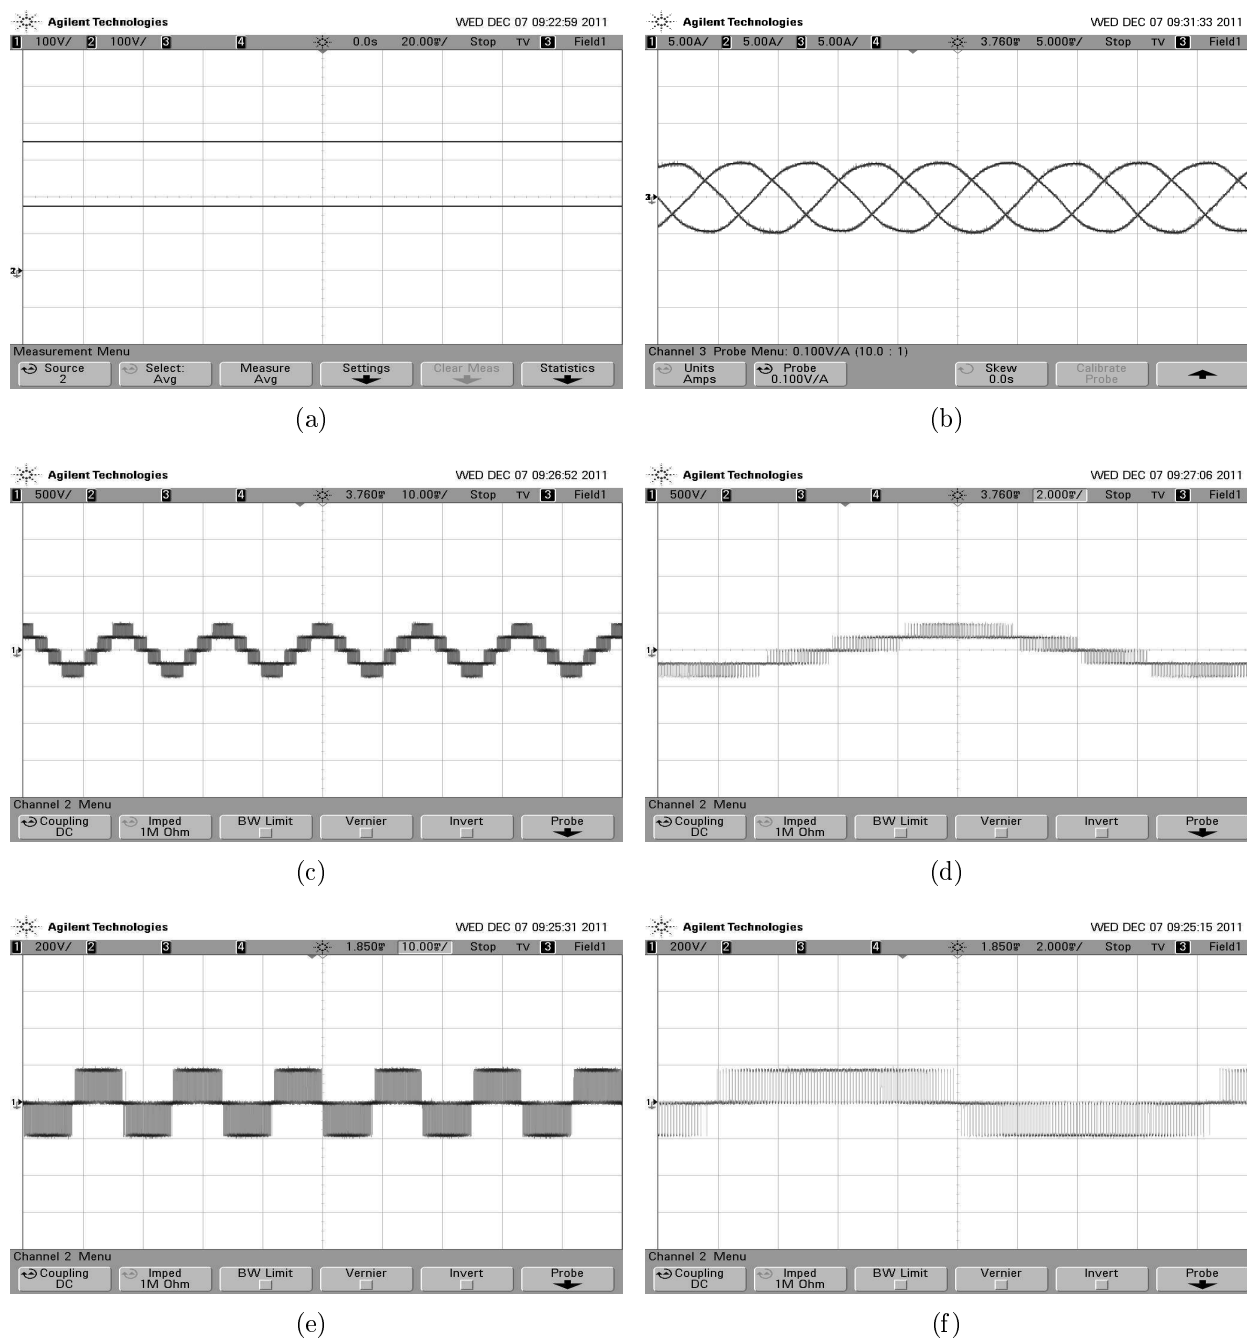 Agilent Technologies WED DEC 07 09:22:59 2011
1 100V/ 2 100V/ 3 4 0.0s 20.00ms/ Stop TV 3 Field1
2
Measurement Menu
Source 2 Select: Avg Measure Avg Settings Clear Meas Statistics
(a)
Agilent Technologies WED DEC 07 09:31:33 2011
1 5.00A/ 2 5.00A/ 3 5.00A/ 4 3.760ms 5.000ms/ Stop TV 3 Field1
3
Channel 3 Probe Menu: 0.100V/A (10.0 : 1)
Units Amps Probe 0.100V/A Skew 0.0s Calibrate Probe
(b)
Agilent Technologies WED DEC 07 09:26:52 2011
1 500V/ 2 3 4 3.760ms 10.00ms/ Stop TV 3 Field1
1
Channel 2 Menu
Coupling DC Imped 1M Ohm BW Limit Vernier Invert Probe
(c)
Agilent Technologies WED DEC 07 09:27:06 2011
1 500V/ 2 3 4 3.760ms 2.000ms/ Stop TV 3 Field1
1
Channel 2 Menu
Coupling DC Imped 1M Ohm BW Limit Vernier Invert Probe
(d)
Agilent Technologies WED DEC 07 09:25:31 2011
1 200V/ 2 3 4 1.850ms 10.00ms/ Stop TV 3 Field1
1
Channel 2 Menu
Coupling DC Imped 1M Ohm BW Limit Vernier Invert Probe
(e)
Agilent Technologies WED DEC 07 09:25:15 2011
1 200V/ 2 3 4 1.850ms 2.000ms/ Stop TV 3 Field1
1
Channel 2 Menu
Coupling DC Imped 1M Ohm BW Limit Vernier Invert Probe
(f)